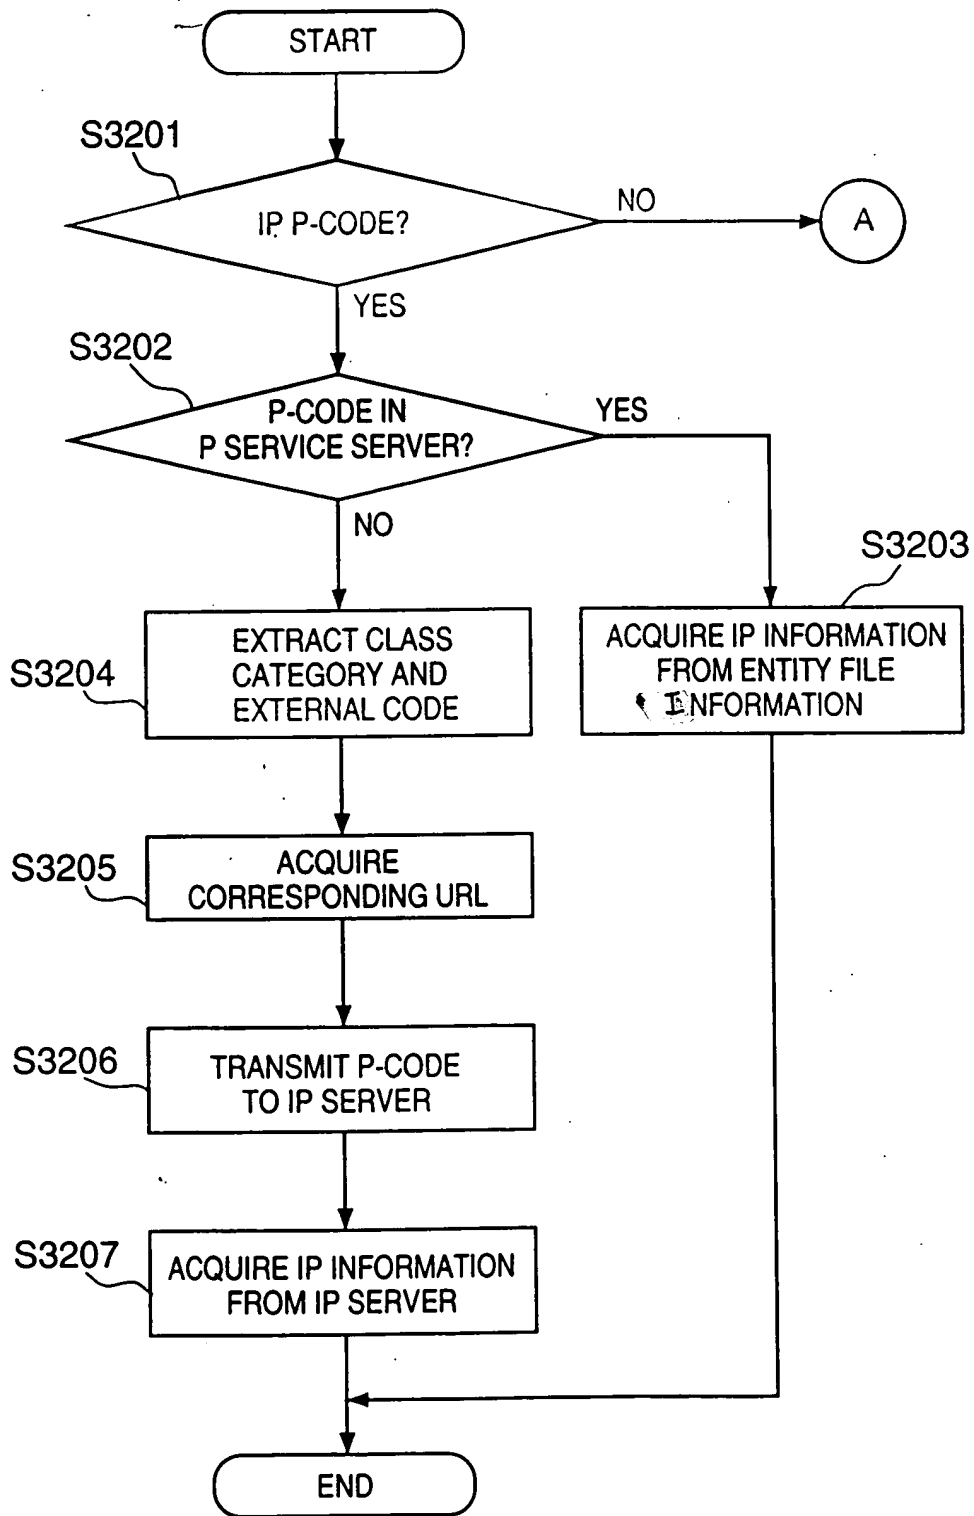 START
S3201
IP P-CODE?
NO
A
YES
S3202
P-CODE IN
P SERVICE SERVER?
YES
NO
S3203
ACQUIRE IP INFORMATION
FROM ENTITY FILE
INFORMATION
S3204
EXTRACT CLASS
CATEGORY AND
EXTERNAL CODE
S3205
ACQUIRE
CORRESPONDING URL
S3206
TRANSMIT P-CODE
TO IP SERVER
S3207
ACQUIRE IP INFORMATION
FROM IP SERVER
END